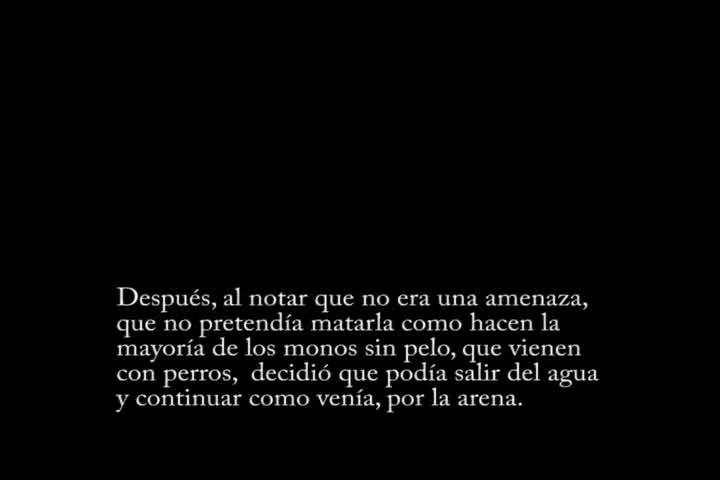 Después, al notar que no era una amenaza,
que no pretendía matarla como hacen la
mayoría de los monos sin pelo, que vienen
con perros,  decidió que podía salir del agua
y continuar como venía, por la arena.